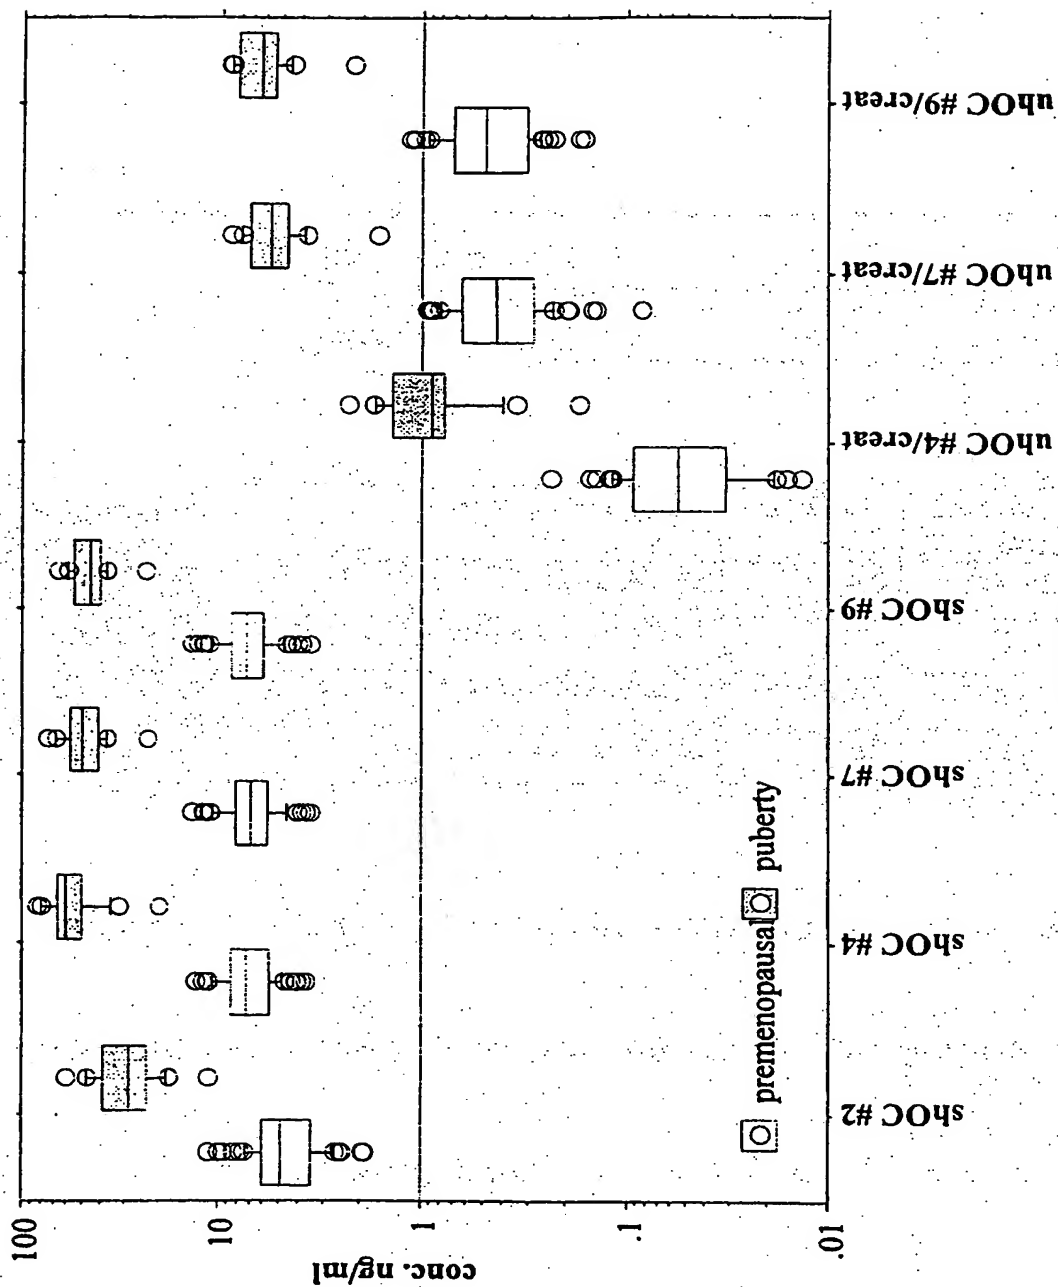 conc. ng/ml
100
10
1
.1
.01
premenopausal
puberty
shOC #2
shOC #4
shOC #7
shOC #9
uhOC #4/creat
uhOC #7/creat
uhOC #9/creat